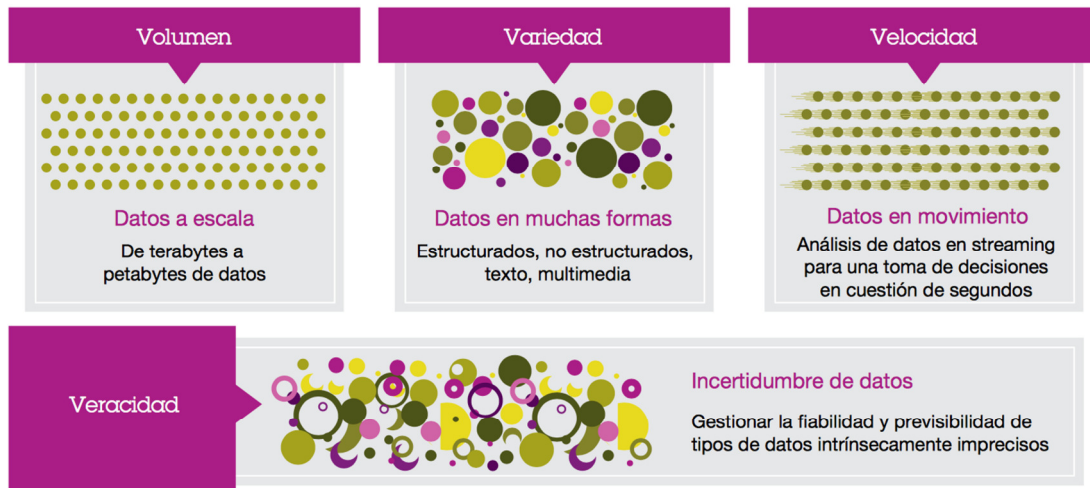 Volumen
Datos a escala
De terabytes a
petabytes de datos
Variedad
Datos en muchas formas
Estructurados, no estructurados,
texto, multimedia
Velocidad
Datos en movimiento
Análisis de datos en streaming
para una toma de decisiones
en cuestión de segundos
Veracidad
Incertidumbre de datos
Gestionar la fiabilidad y previsibilidad de
tipos de datos intrínsecamente imprecisos